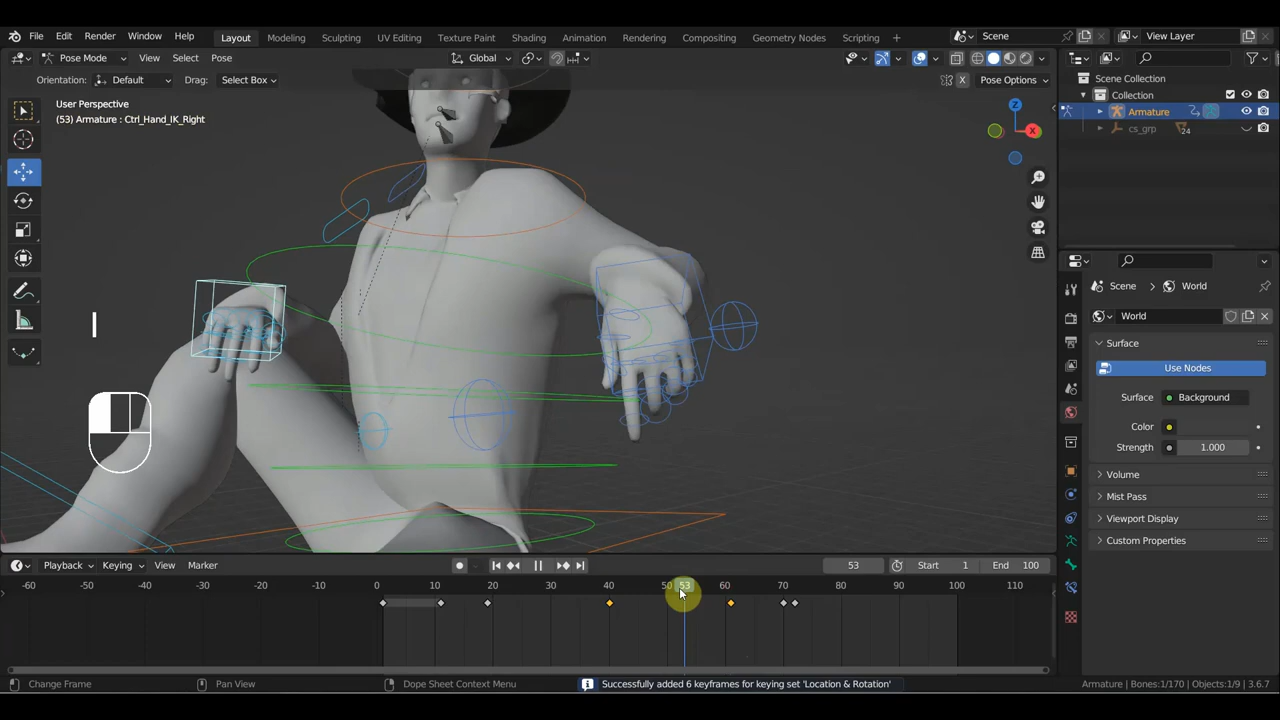 File Edit Render Window Help Layout Modeling Sculpting UV Editing Texture Paint Shading Animation Rendering Compositing Geometry Nodes Scripting Scene View Layer
Pose Mode View Select Pose Global
Orientation: Default Drag: Select Box X Pose Options
User Perspective
(53) Armature : Ctrl_Hand_IK_Right
Z
X
I
Scene Collection
Collection
Armature
cs_grp 24
Scene > World
World
Surface
Use Nodes
Surface Background
Color
Strength 1.000
Volume
Mist Pass
Viewport Display
Custom Properties
Playback Keying View Marker 53 Start 1 End 100
-60 -50 -40 -30 -20 -10 0 10 20 30 40 50 53 60 70 80 90 100 110
Change Frame Pan View Dope Sheet Context Menu Successfully added 6 keyframes for keying set 'Location & Rotation' Armature | Bones:1/170 | Objects:1/9 | 3.6.7